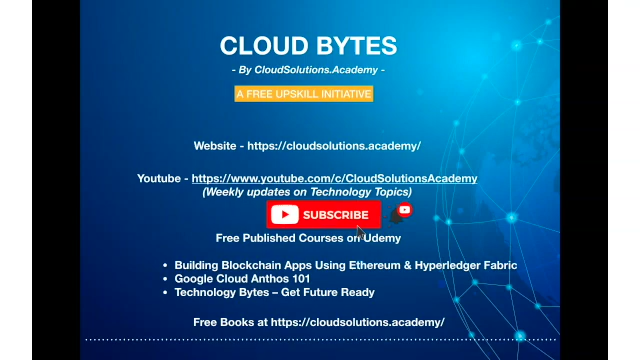 CLOUD BYTES
- By CloudSolutions.Academy -
A FREE UPSKILL INITIATIVE
Website - https://cloudsolutions.academy/
Youtube - https://www.youtube.com/c/CloudSolutionsAcademy
(Weekly updates on Technology Topics)
SUBSCRIBE
Free Published Courses on Udemy
• Building Blockchain Apps Using Ethereum & Hyperledger Fabric
• Google Cloud Anthos 101
• Technology Bytes – Get Future Ready
Free Books at https://cloudsolutions.academy/